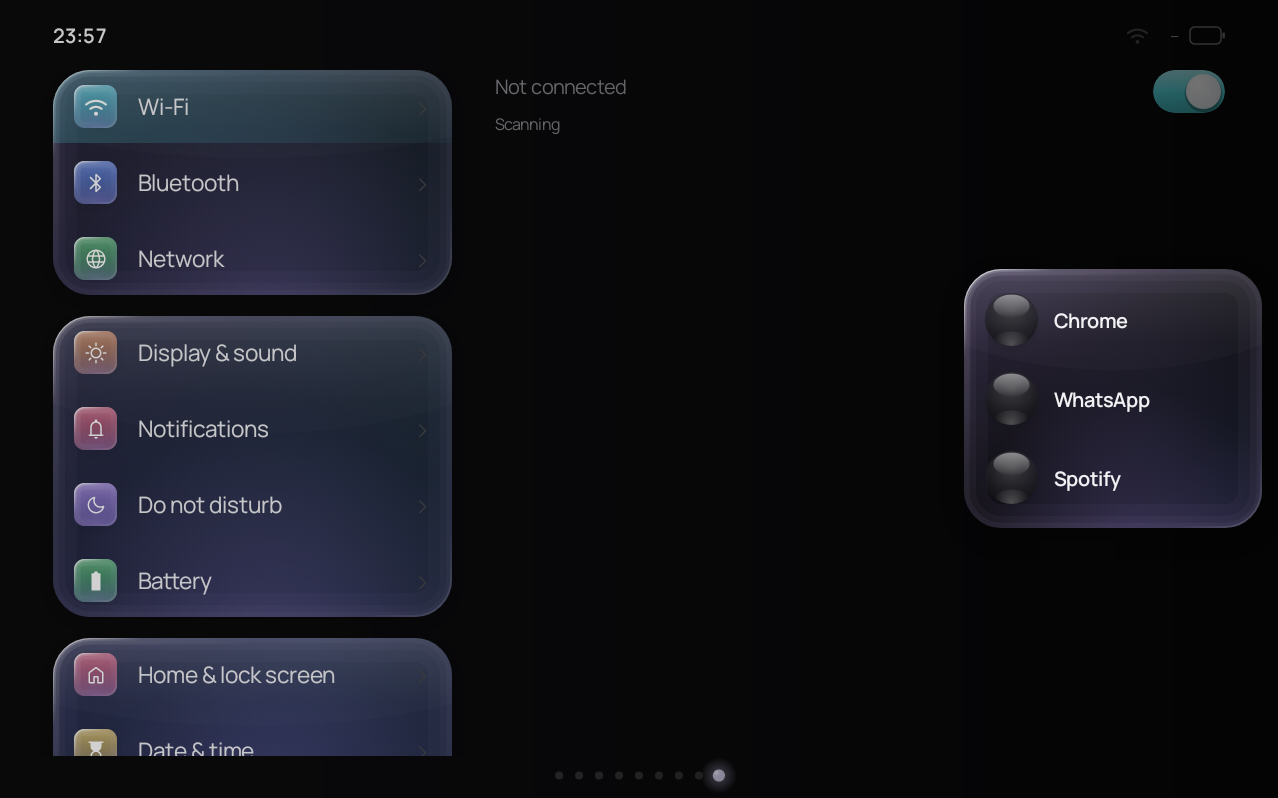 23:57
Wi-Fi
Bluetooth
Network
Display & sound
Notifications
Do not disturb
Battery
Home & lock screen
Date & time
Not connected
Scanning
Chrome
WhatsApp
Spotify